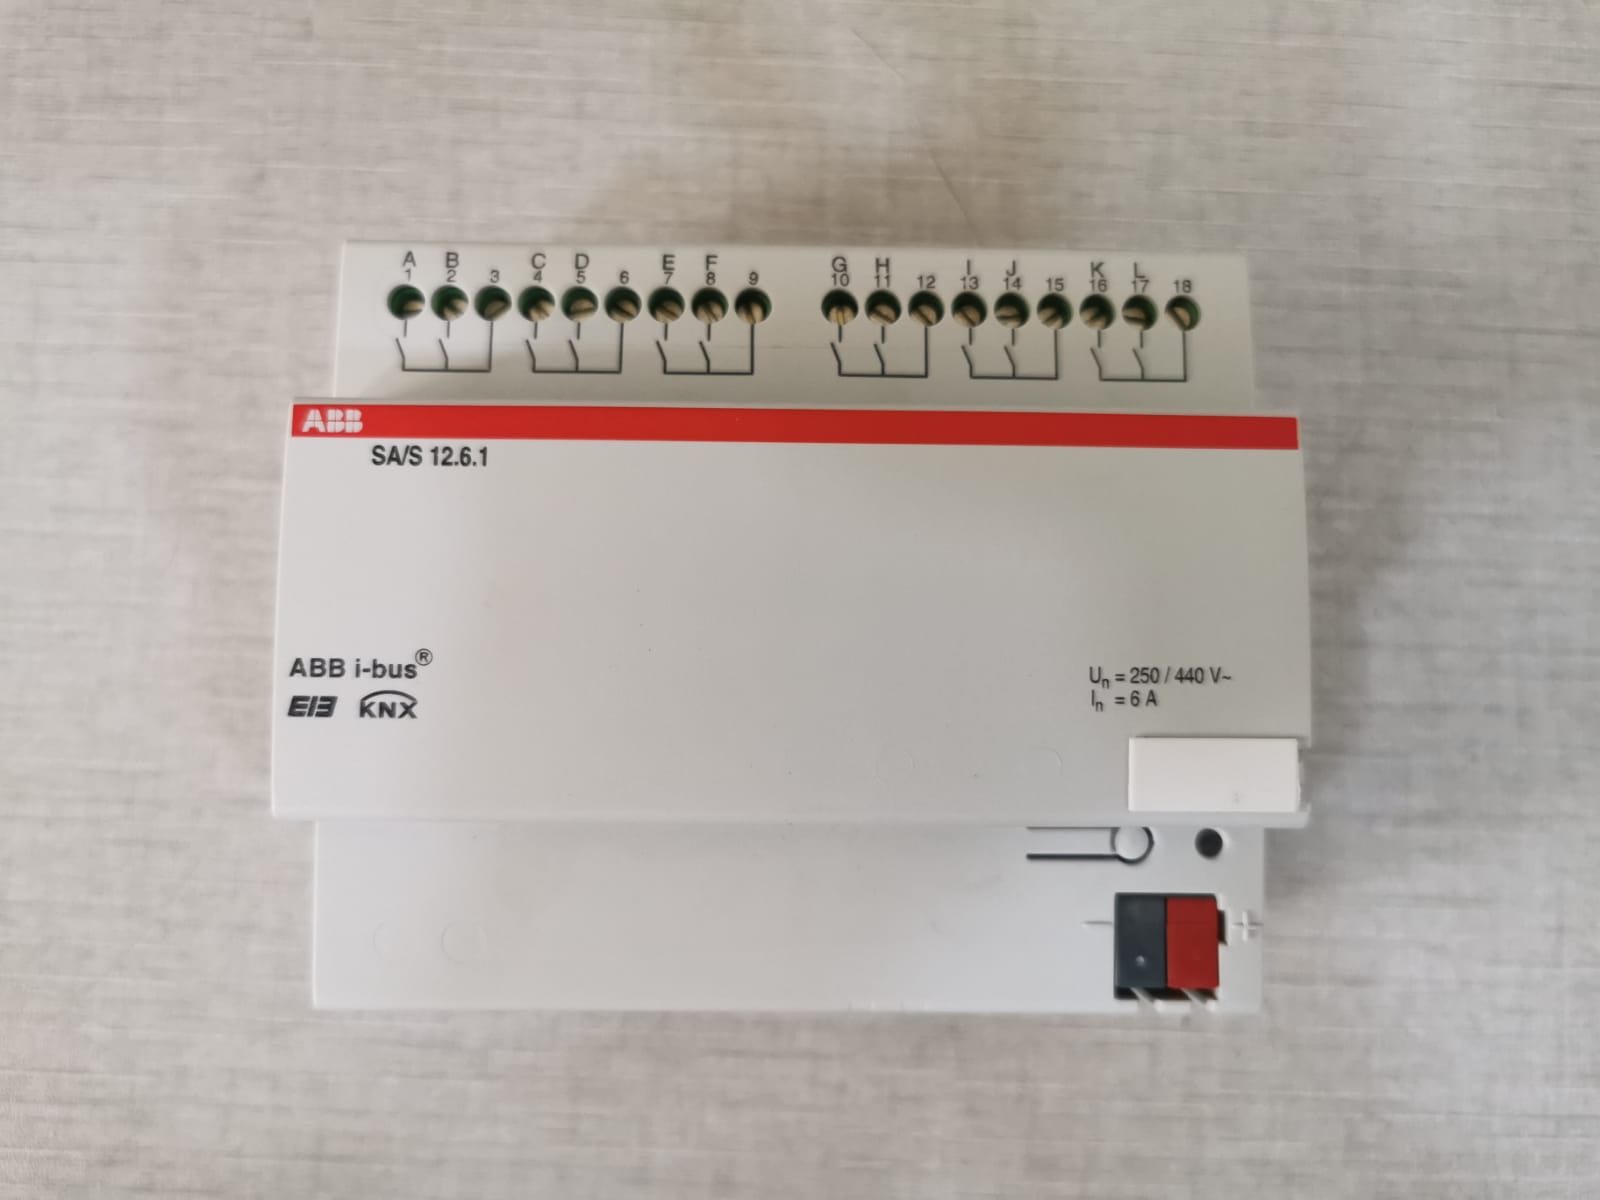 A B C D E F G H I J K L
1 2 3 4 5 6 7 8 9 10 11 12 13 14 15 16 17 18
ABB
SA/S 12.6.1
ABB i-bus®
EIB KNX
Un = 250 / 440 V~
In = 6 A
- +